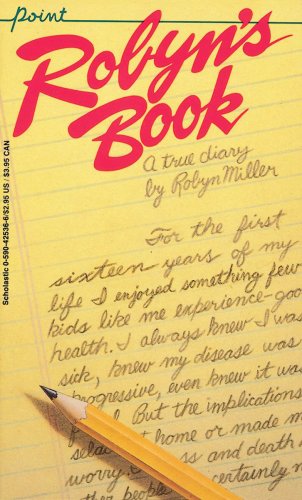 point
Robyn's
Book
A true diary
by Robyn Miller
Scholastic 0-590-42536-6/$2.95 US / $3.95 CAN
For the first
sixteen years of my
life I enjoyed something few
kids like me experience-goo
health. I always knew I was
sick, knew my disease was
progressive, even knew it wa
But the implications
at home or made m
worry. ss and death
people certainly n